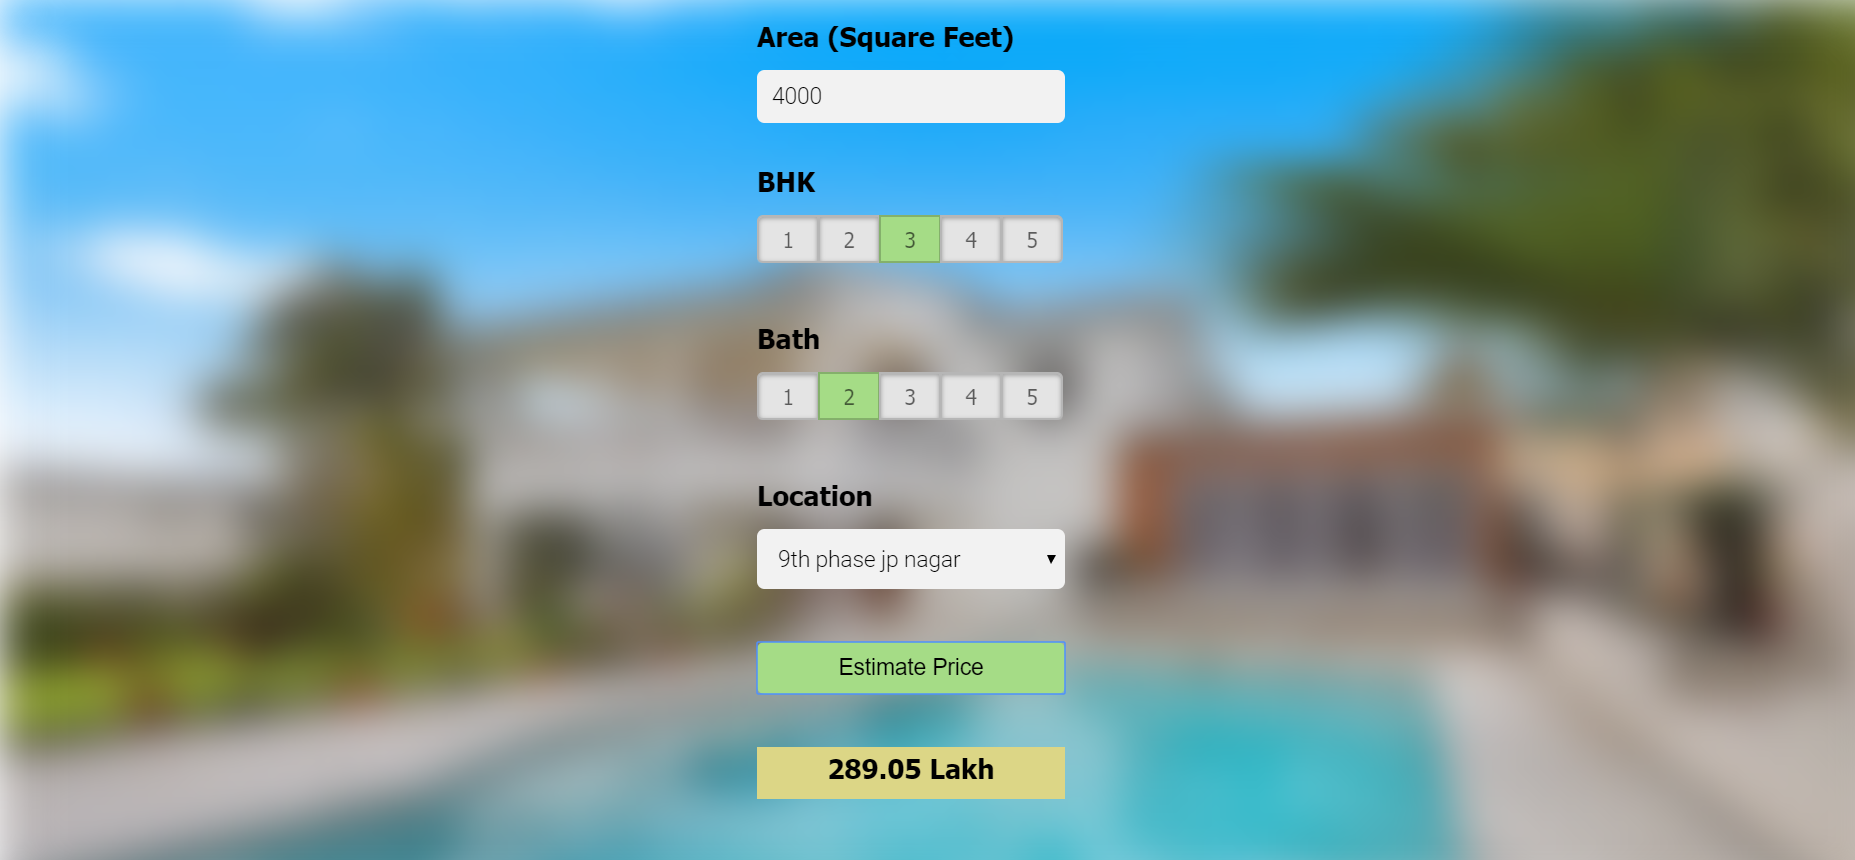 Area (Square Feet)
4000
BHK
1 2 3 4 5
Bath
1 2 3 4 5
Location
9th phase jp nagar
Estimate Price
289.05 Lakh